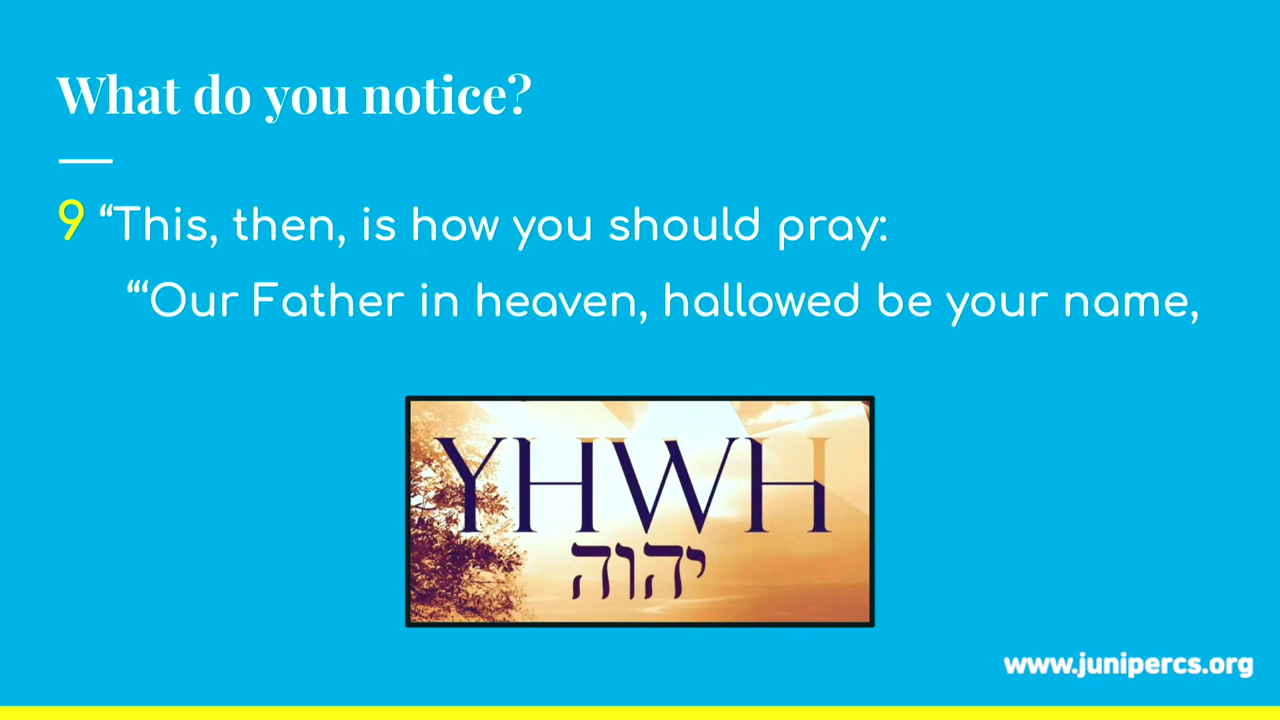 What do you notice?
9 “This, then, is how you should pray:
“‘Our Father in heaven, hallowed be your name,
YHWH
יהוה
www.junipercs.org